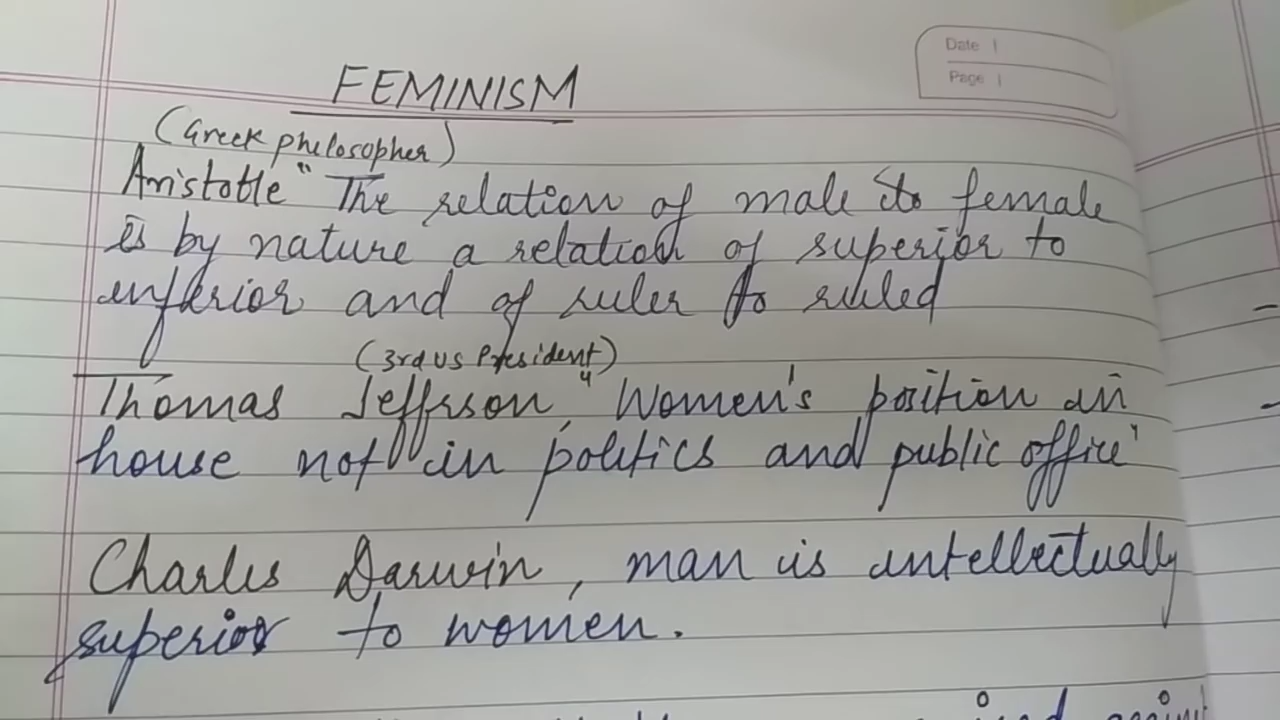 Date
Page
FEMINISM
(Greek philosopher)
Aristotle "The relation of male to female
is by nature a relation of superior to
inferior and of ruler to ruled
(3rd US President)
Thomas Jefferson, "Women's position in
house not in politics and public office"
Charles Darwin, man is intellectually
superior to women.
against